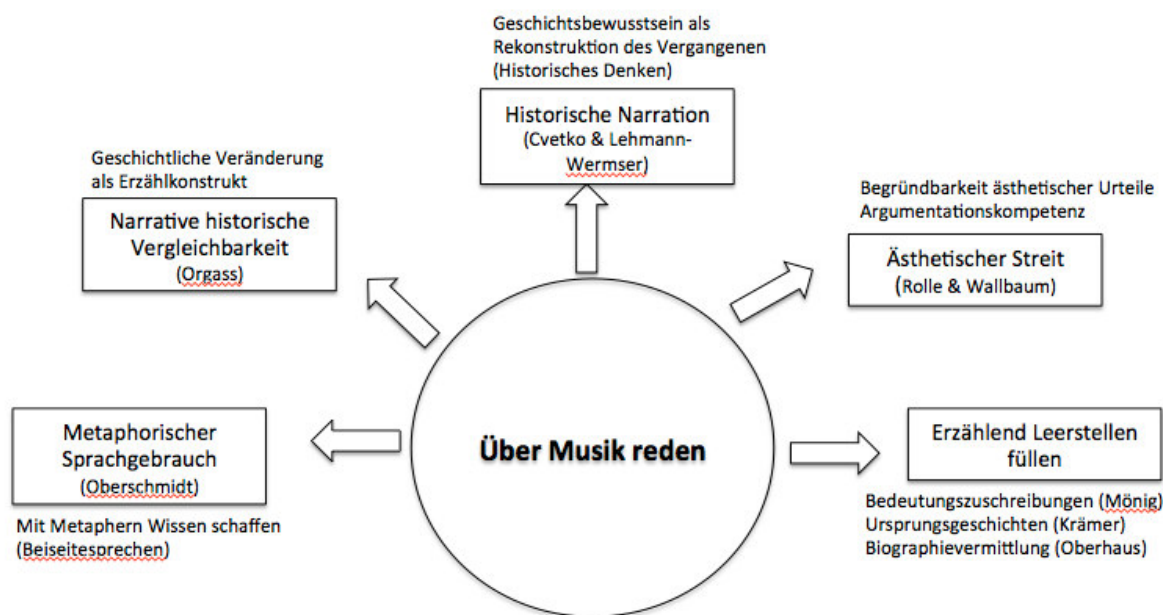 Geschichtsbewusstsein als
Rekonstruktion des Vergangenen
(Historisches Denken)
Historische Narration
(Cvetko & Lehmann-
Wermser)
Geschichtliche Veränderung
als Erzählkonstrukt
Narrative historische
Vergleichbarkeit
(Orgass)
Begründbarkeit ästhetischer Urteile
Argumentationskompetenz
Ästhetischer Streit
(Rolle & Wallbaum)
Metaphorischer
Sprachgebrauch
(Oberschmidt)
Mit Metaphern Wissen schaffen
(Beiseitesprechen)
Über Musik reden
Erzählend Leerstellen
füllen
Bedeutungszuschreibungen (Mönig)
Ursprungsgeschichten (Krämer)
Biographievermittlung (Oberhaus)